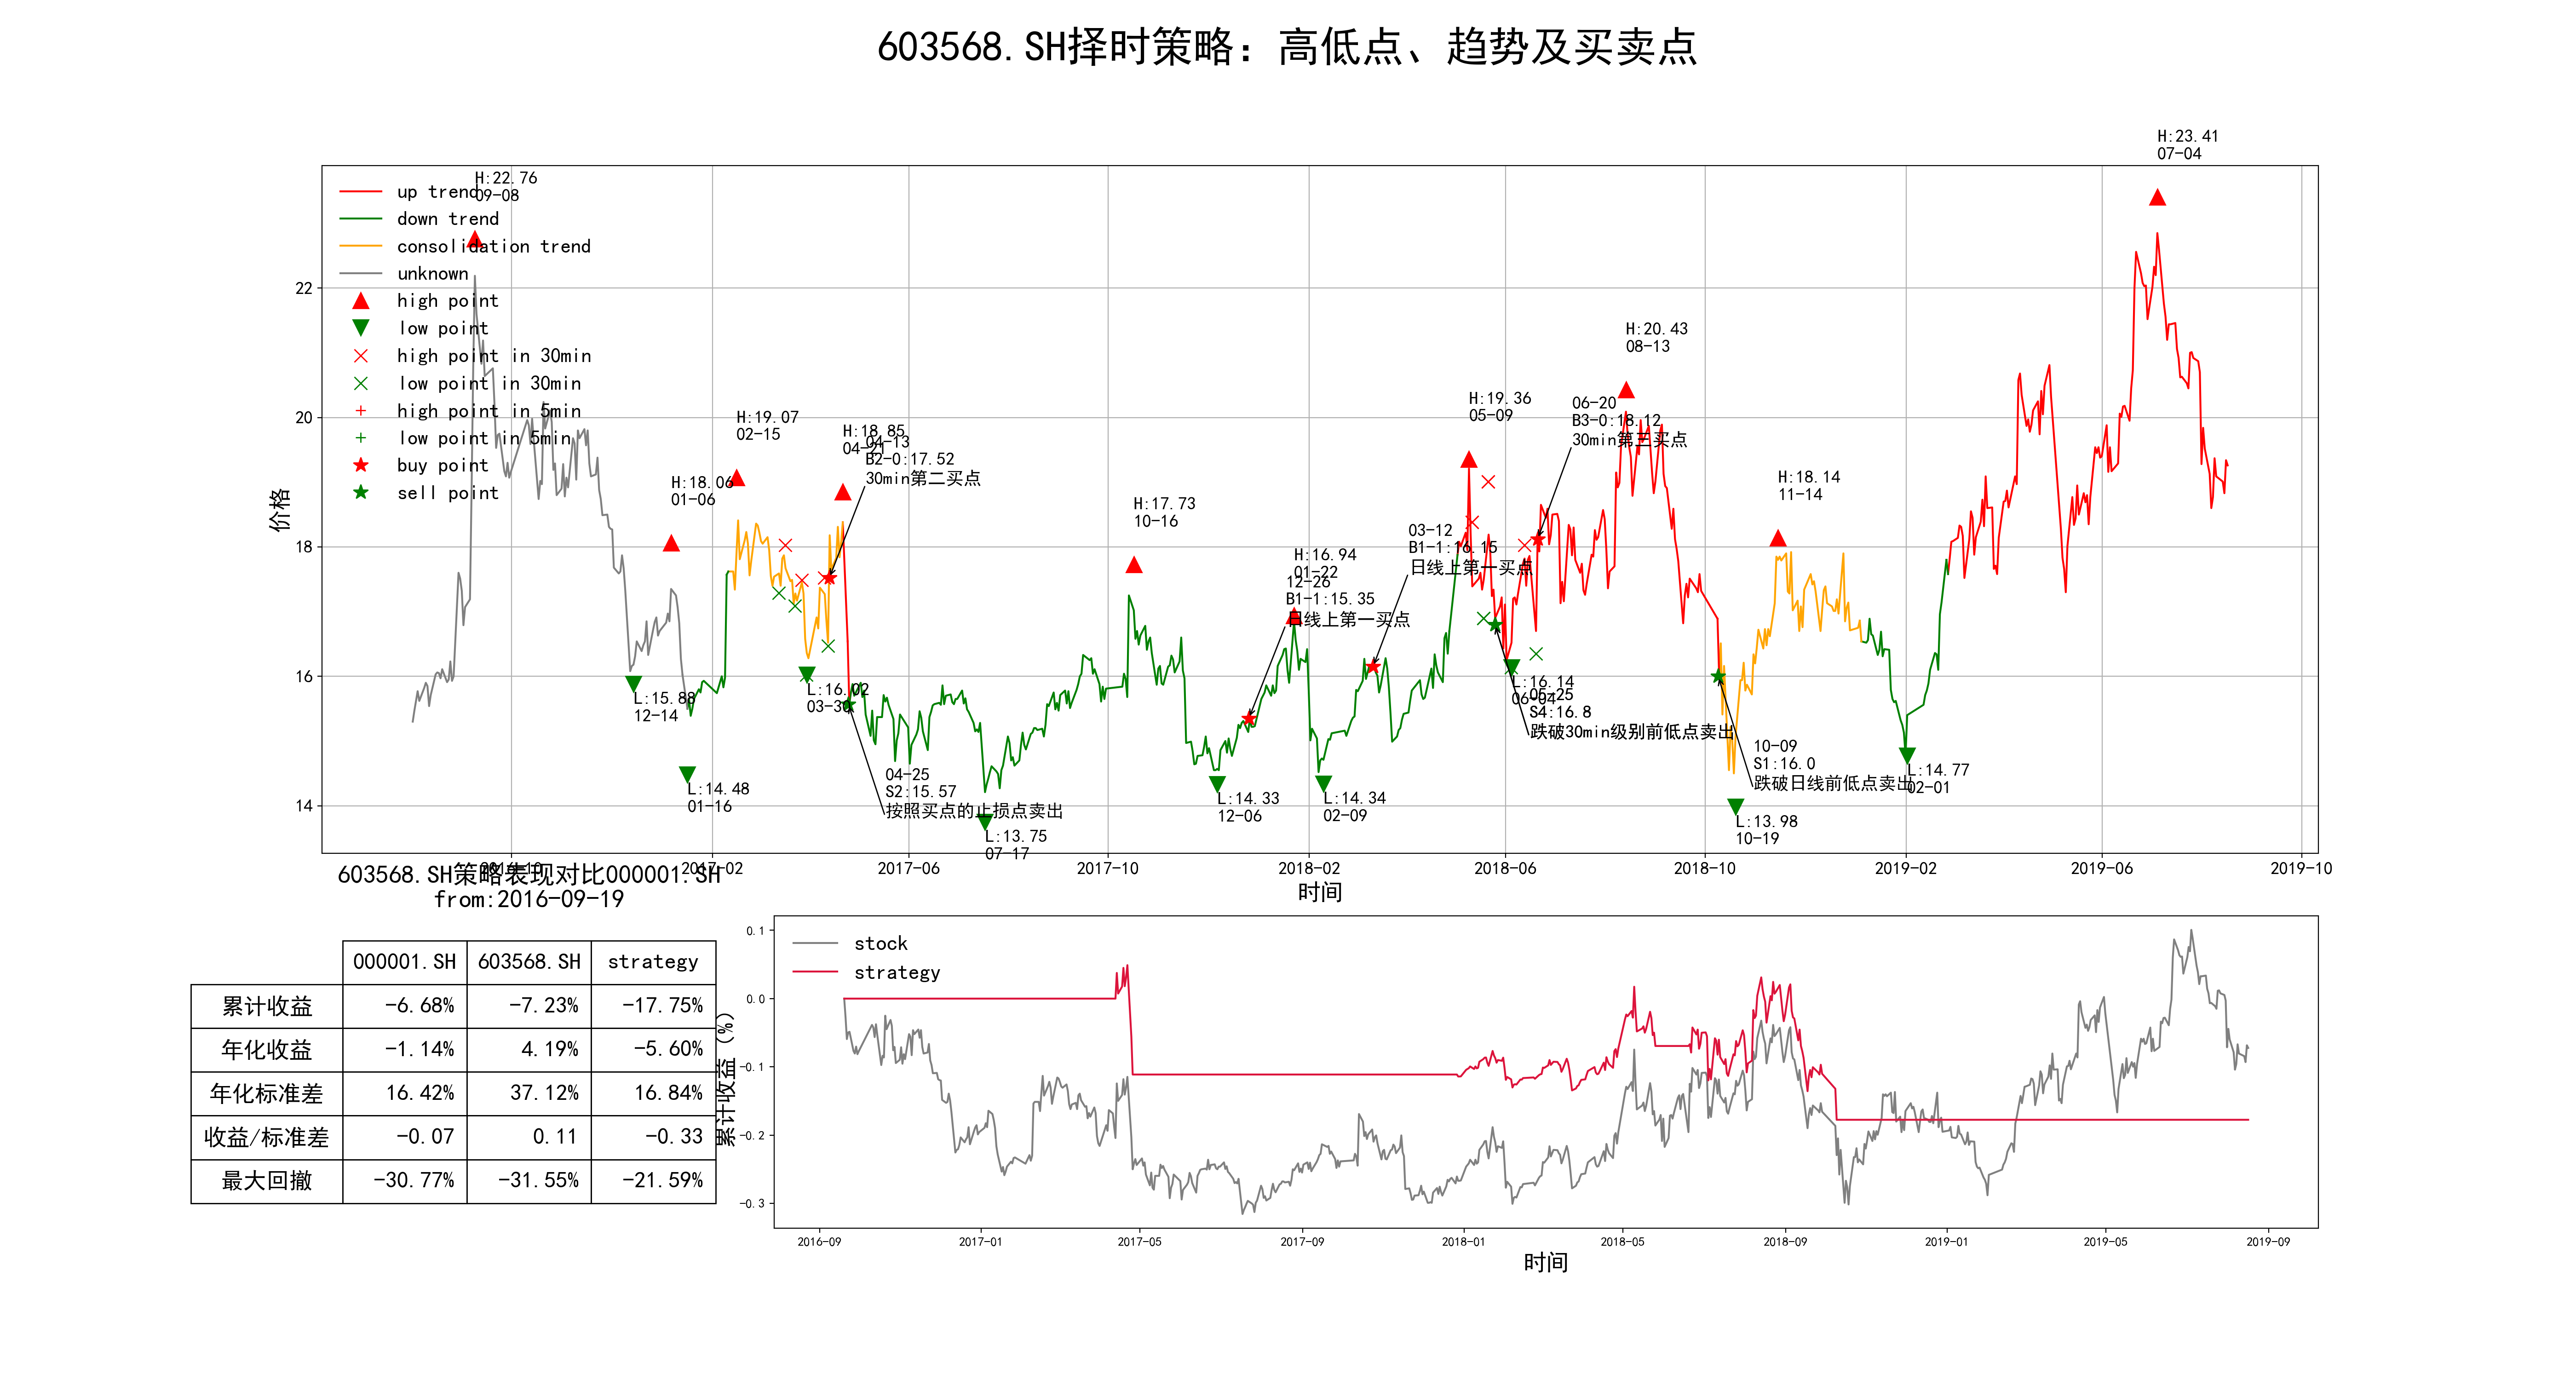 603568.SH择时策略：高低点、趋势及买卖点
H:23.41
07-04
H:22.76
09-08
up trend
down trend
consolidation trend
unknown
high point
low point
high point in 30min
low point in 30min
high point in 5min
low point in 5min
buy point
sell point
H:20.43
08-13
H:19.36
05-09
06-20
B3-0:18.12
30min第三买点
H:19.07
02-15
H:18.85
04-21
04-13
B2-0:17.52
30min第二买点
H:18.06
01-06
H:18.14
11-14
H:17.73
10-16
03-12
B1-1:16.15
日线上第一买点
H:16.94
01-22
12-26
B1-1:15.35
日线上第一买点
L:15.88
12-14
L:16.02
03-30
L:16.14
06-04
05-25
S4:16.8
跌破30min级别前低点卖出
L:14.48
01-16
04-25
S2:15.57
按照买点的止损点卖出
L:13.75
07-17
L:14.33
12-06
L:14.34
02-09
10-09
S1:16.0
跌破日线前低点卖出
L:14.77
02-01
L:13.98
10-19
价格
22
20
18
16
14
2016-10
2017-02
2017-06
2017-10
2018-02
2018-06
2018-10
2019-02
2019-06
2019-10
时间
603568.SH策略表现对比000001.SH
from:2016-09-19
000001.SH 603568.SH strategy
累计收益 -6.68% -7.23% -17.75%
年化收益 -1.14% 4.19% -5.60%
年化标准差 16.42% 37.12% 16.84%
收益/标准差 -0.07 0.11 -0.33
最大回撤 -30.77% -31.55% -21.59%
累计收益（%）
0.1
0.0
-0.1
-0.2
-0.3
stock
strategy
2016-09
2017-01
2017-05
2017-09
2018-01
2018-05
2018-09
2019-01
2019-05
2019-09
时间